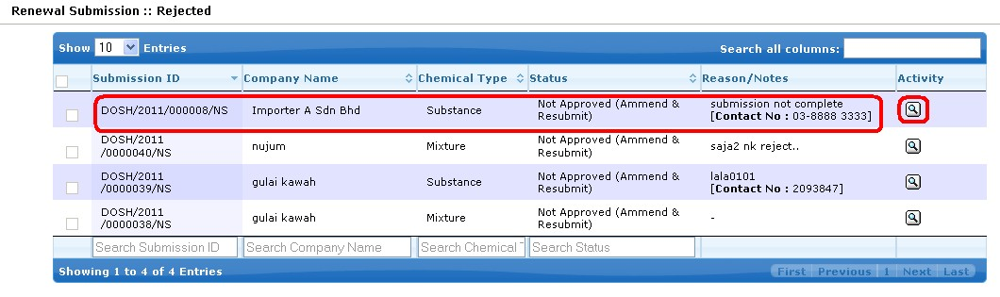 Renewal Submission :: Rejected
Show 10 Entries Search all columns:
Submission ID Company Name Chemical Type Status Reason/Notes Activity
DOSH/2011/000008/NS Importer A Sdn Bhd Substance Not Approved (Ammend & Resubmit) submission not complete [Contact No : 03-8888 3333]
DOSH/2011/0000040/NS nujum Mixture Not Approved (Ammend & Resubmit) saja2 nk reject..
DOSH/2011/0000039/NS gulai kawah Substance Not Approved (Ammend & Resubmit) lala0101 [Contact No : 2093847]
DOSH/2011/0000038/NS gulai kawah Mixture Not Approved (Ammend & Resubmit) -
Search Submission ID Search Company Name Search Chemical Search Status
Showing 1 to 4 of 4 Entries First Previous 1 Next Last